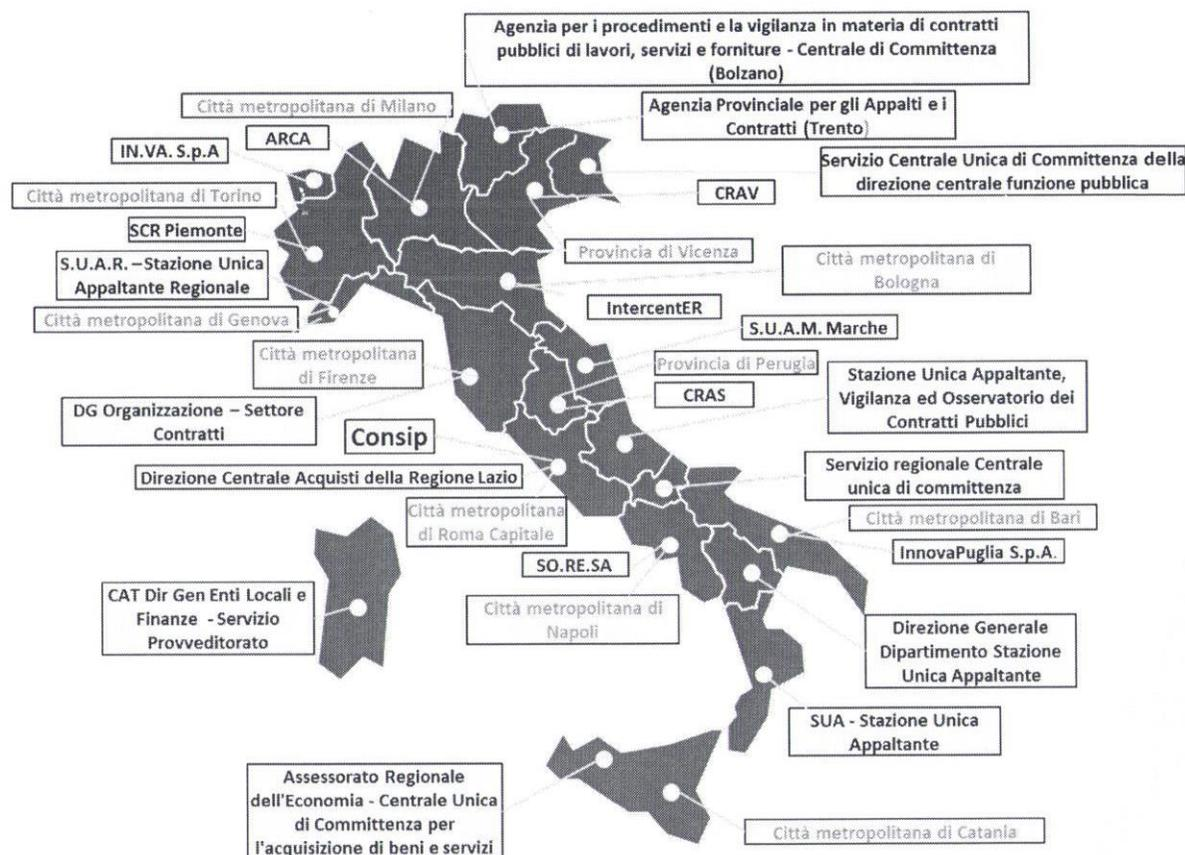 Agenzia per i procedimenti e la vigilanza in materia di contratti
pubblici di lavori, servizi e forniture - Centrale di Committenza
(Bolzano)
Città metropolitana di Milano
Agenzia Provinciale per gli Appalti e i
Contratti (Trento)
ARCA
IN.VA. S.p.A
Servizio Centrale Unica di Committenza della
direzione centrale funzione pubblica
Città metropolitana di Torino
CRAV
SCR Piemonte
Provincia di Vicenza
Città metropolitana di
Bologna
S.U.A.R. – Stazione Unica
Appaltante Regionale
IntercentER
Città metropolitana di Genova
S.U.A.M. Marche
Città metropolitana
di Firenze
Provincia di Perugia
CRAS
Stazione Unica Appaltante,
Vigilanza ed Osservatorio dei
Contratti Pubblici
DG Organizzazione – Settore
Contratti
Consip
Direzione Centrale Acquisti della Regione Lazio
Servizio regionale Centrale
unica di committenza
Città metropolitana
di Roma Capitale
Città metropolitana di Bari
InnovaPuglia S.p.A.
SO.RE.SA
CAT Dir Gen Enti Locali e
Finanze - Servizio
Provveditorato
Città metropolitana di
Napoli
Direzione Generale
Dipartimento Stazione
Unica Appaltante
SUA - Stazione Unica
Appaltante
Assessorato Regionale
dell'Economia - Centrale Unica
di Committenza per
l'acquisizione di beni e servizi
Città metropolitana di Catania